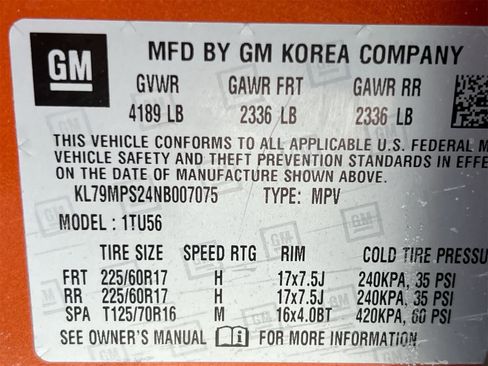 GM MFD BY GM KOREA COMPANY
GVWR GAWR FRT GAWR RR
4189 LB 2336 LB 2336 LB
THIS VEHICLE CONFORMS TO ALL APPLICABLE U.S. FEDERAL M
VEHICLE SAFETY AND THEFT PREVENTION STANDARDS IN EFFE
ON THE DATE OF MANUFACTURE SHOWN ABOVE.
KL79MPS24NB007075 TYPE: MPV
MODEL: 1TU56
TIRE SIZE SPEED RTG RIM COLD TIRE PRESSU
FRT 225/60R17 H 17x7.5J 240KPA, 35 PSI
RR 225/60R17 H 17x7.5J 240KPA, 35 PSI
SPA T125/70R16 M 16x4.0BT 420KPA, 60 PSI
SEE OWNER'S MANUAL FOR MORE INFORMATION